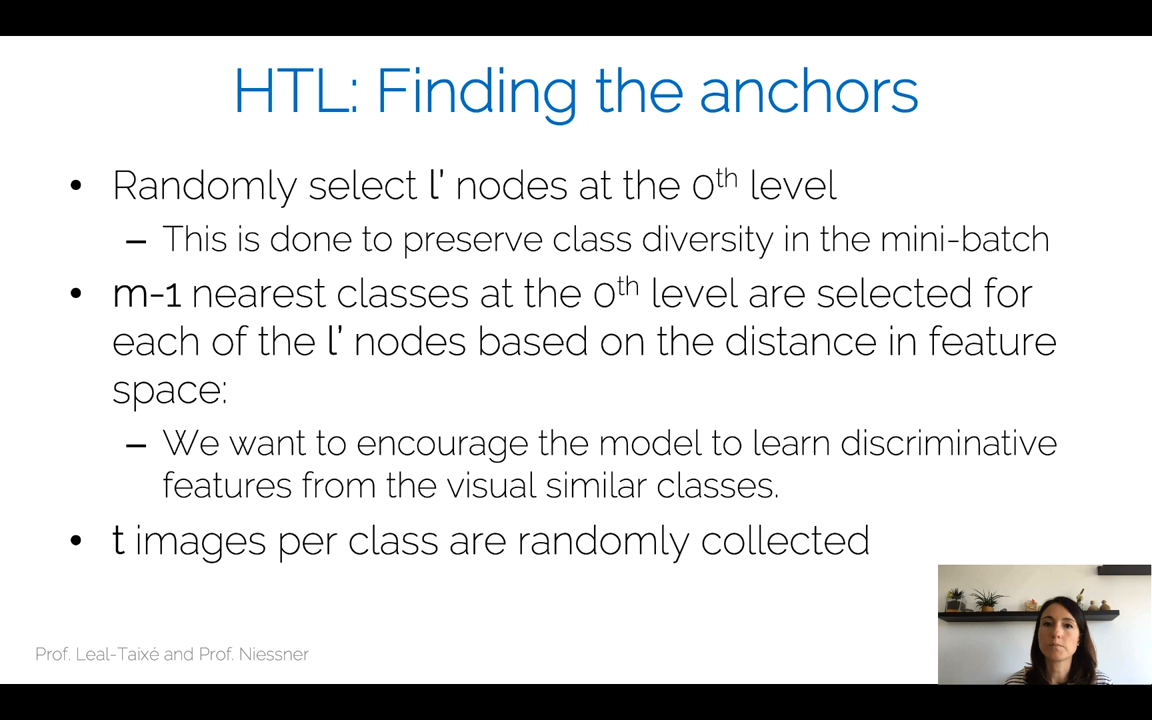 HTL: Finding the anchors
• Randomly select l' nodes at the 0th level
– This is done to preserve class diversity in the mini-batch
• m-1 nearest classes at the 0th level are selected for
each of the l' nodes based on the distance in feature
space:
– We want to encourage the model to learn discriminative
features from the visual similar classes.
• t images per class are randomly collected
Prof. Leal-Taixé and Prof. Niessner